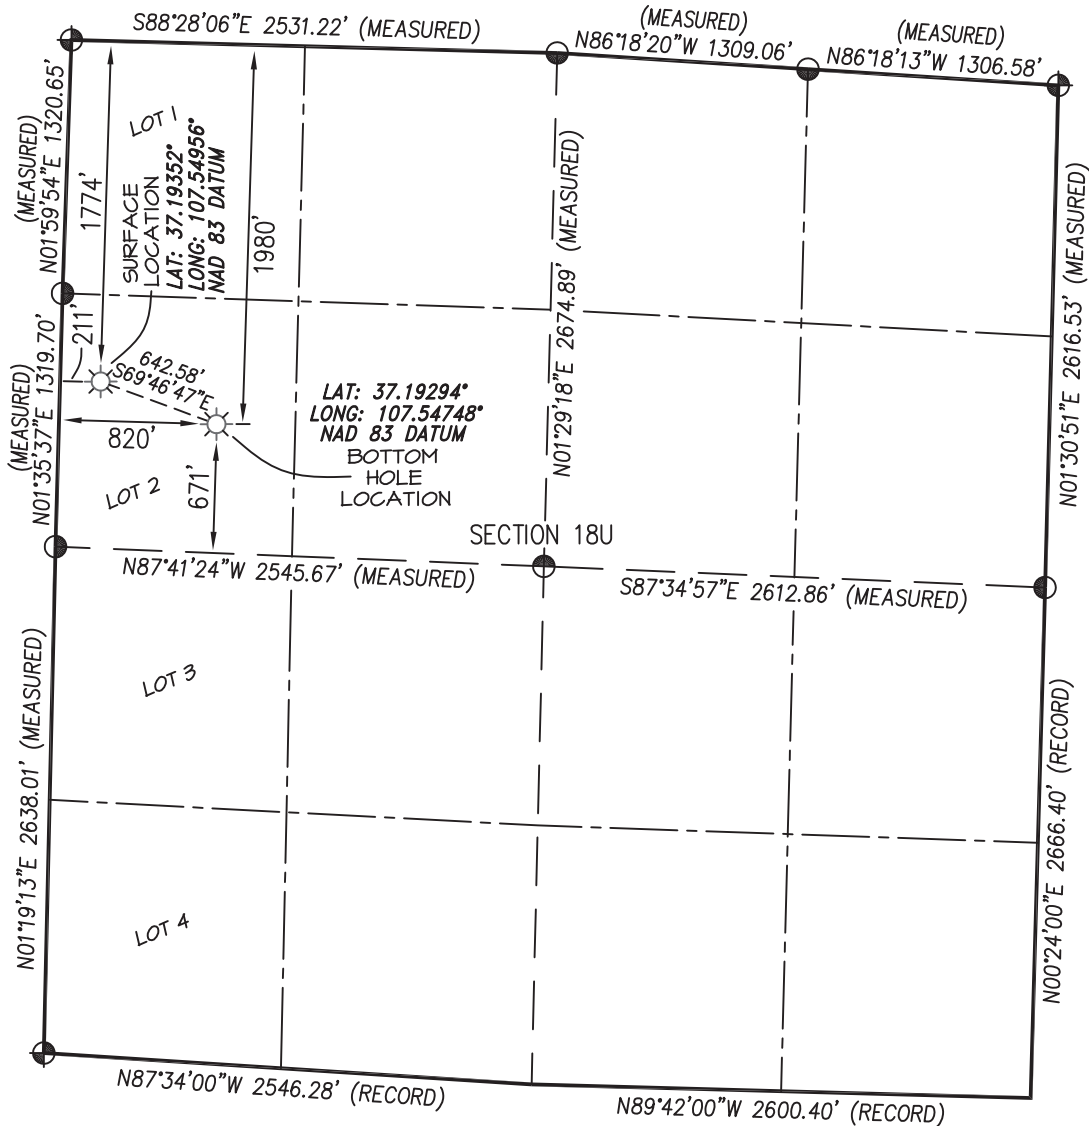 S88°28'06"E 2531.22' (MEASURED)
(MEASURED)
N86°18'20"W 1309.06'
(MEASURED)
N86°18'13"W 1306.58'
(MEASURED)
N01°59'54"E 1320.65'
1774'
LOT 1
SURFACE
LOCATION
LAT: 37.19352°
LONG: 107.54956°
NAD 83 DATUM
1980'
N01°29'18"E 2674.89' (MEASURED)
N01°30'51"E 2616.53' (MEASURED)
(MEASURED)
N01°35'37"E 1319.70'
211'
642.58'
S69°46'47"E
820'
LAT: 37.19294°
LONG: 107.54748°
NAD 83 DATUM
BOTTOM
HOLE
LOCATION
LOT 2
671'
SECTION 18U
N87°41'24"W 2545.67' (MEASURED)
S87°34'57"E 2612.86' (MEASURED)
LOT 3
N01°19'13"E 2638.01' (MEASURED)
N00°24'00"E 2666.40' (RECORD)
LOT 4
N87°34'00"W 2546.28' (RECORD)
N89°42'00"W 2600.40' (RECORD)